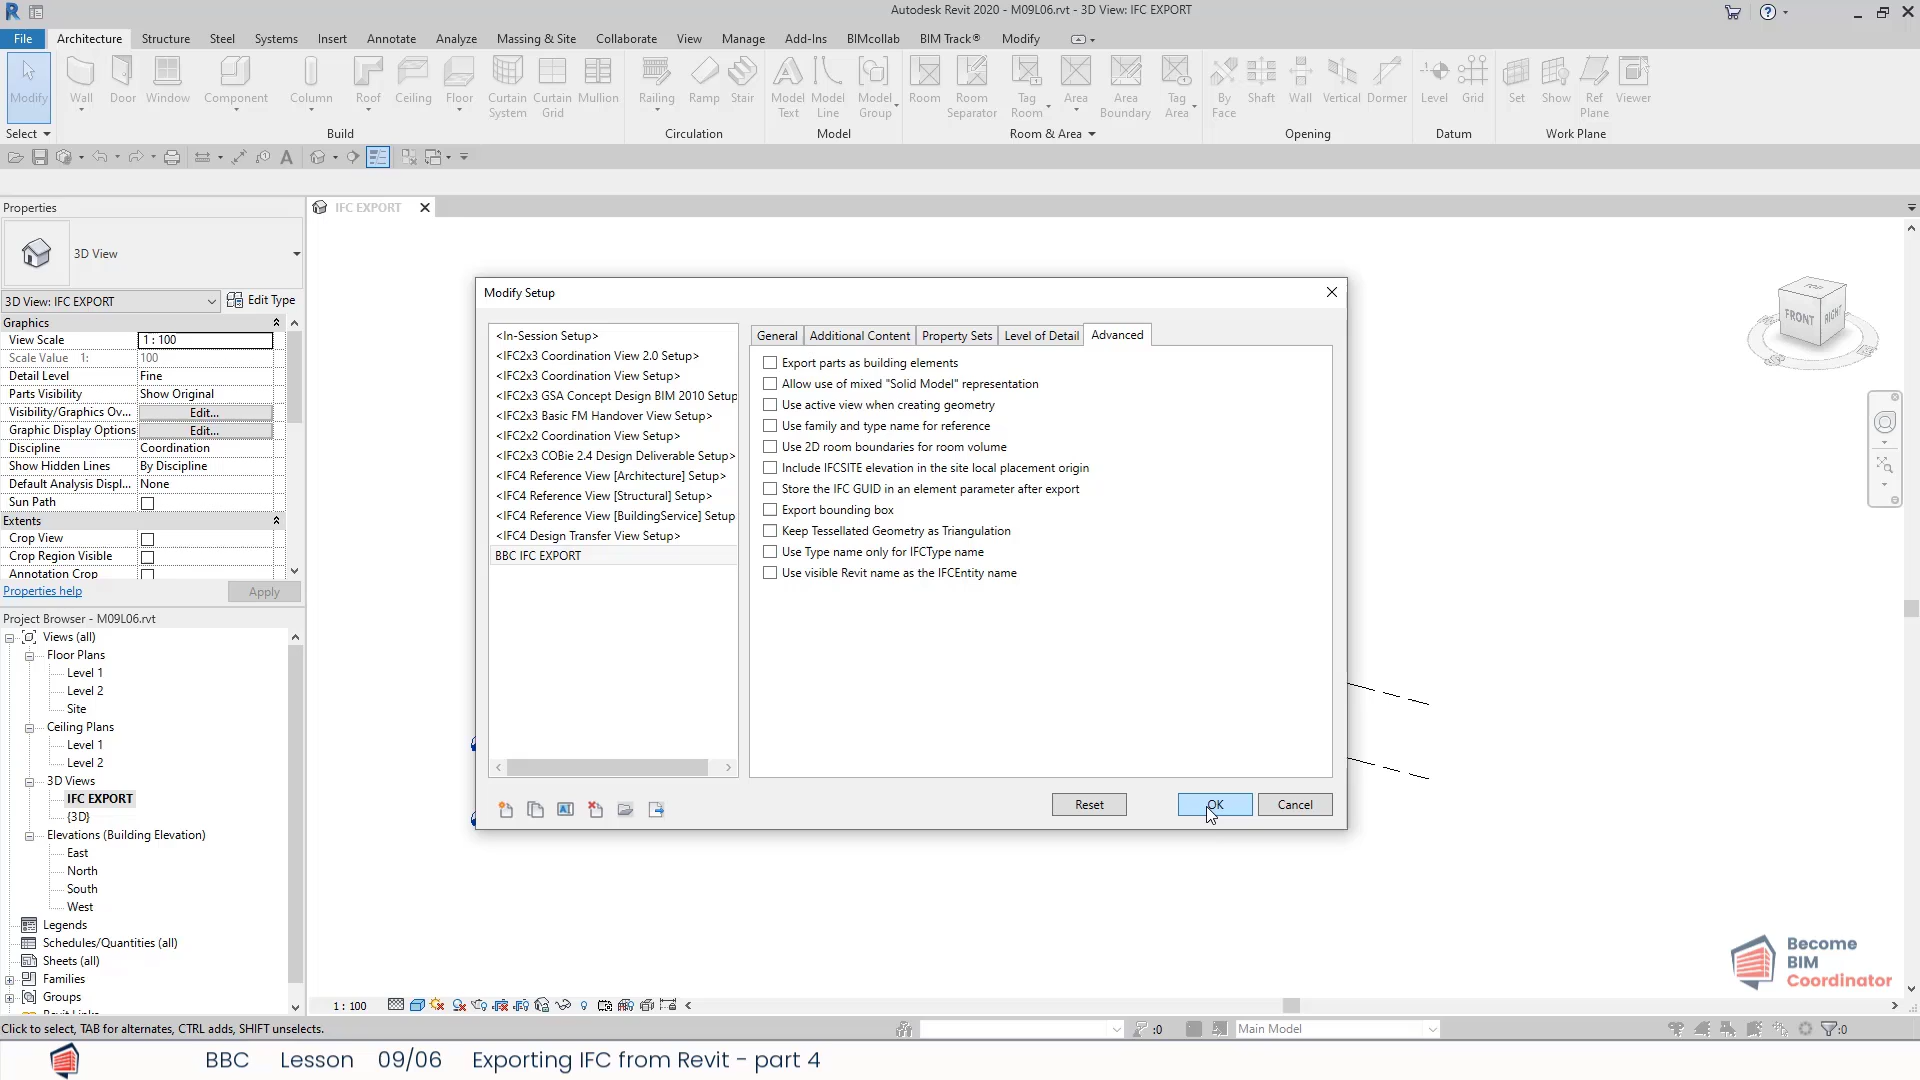 Autodesk Revit 2020 - M09L06.rvt - 3D View: IFC EXPORT
File Architecture Structure Steel Systems Insert Annotate Analyze Massing & Site Collaborate View Manage Add-Ins BIMcollab BIM Track® Modify
Modify Wall Door Window Component Column Roof Ceiling Floor Curtain System Curtain Grid Mullion Railing Ramp Stair Model Text Model Line Model Group Room Room Separator Tag Room Area Area Boundary Tag Area By Face Shaft Wall Vertical Dormer Level Grid Set Show Ref Plane Viewer
Select Build Circulation Model Room & Area Opening Datum Work Plane
Properties
IFC EXPORT
3D View
3D View: IFC EXPORT Edit Type
Graphics
View Scale 1 : 100
Scale Value 1: 100
Detail Level Fine
Parts Visibility Show Original
Visibility/Graphics Ov... Edit...
Graphic Display Options Edit...
Discipline Coordination
Show Hidden Lines By Discipline
Default Analysis Displ... None
Sun Path
Extents
Crop View
Crop Region Visible
Annotation Crop
Properties help Apply
Project Browser - M09L06.rvt
Views (all)
Floor Plans
Level 1
Level 2
Site
Ceiling Plans
Level 1
Level 2
3D Views
IFC EXPORT
{3D}
Elevations (Building Elevation)
East
North
South
West
Legends
Schedules/Quantities (all)
Sheets (all)
Families
Groups
Modify Setup
<In-Session Setup>
<IFC2x3 Coordination View 2.0 Setup>
<IFC2x3 Coordination View Setup>
<IFC2x3 GSA Concept Design BIM 2010 Setup
<IFC2x3 Basic FM Handover View Setup>
<IFC2x2 Coordination View Setup>
<IFC2x3 COBie 2.4 Design Deliverable Setup>
<IFC4 Reference View [Architecture] Setup>
<IFC4 Reference View [Structural] Setup>
<IFC4 Reference View [BuildingService] Setup
<IFC4 Design Transfer View Setup>
BBC IFC EXPORT
General Additional Content Property Sets Level of Detail Advanced
Export parts as building elements
Allow use of mixed "Solid Model" representation
Use active view when creating geometry
Use family and type name for reference
Use 2D room boundaries for room volume
Include IFCSITE elevation in the site local placement origin
Store the IFC GUID in an element parameter after export
Export bounding box
Keep Tessellated Geometry as Triangulation
Use Type name only for IFCType name
Use visible Revit name as the IFCEntity name
Reset OK Cancel
FRONT RIGHT
Become
BIM
Coordinator
1 : 100
Click to select, TAB for alternates, CTRL adds, SHIFT unselects.
:0 Main Model :0
BBC Lesson 09/06 Exporting IFC from Revit - part 4